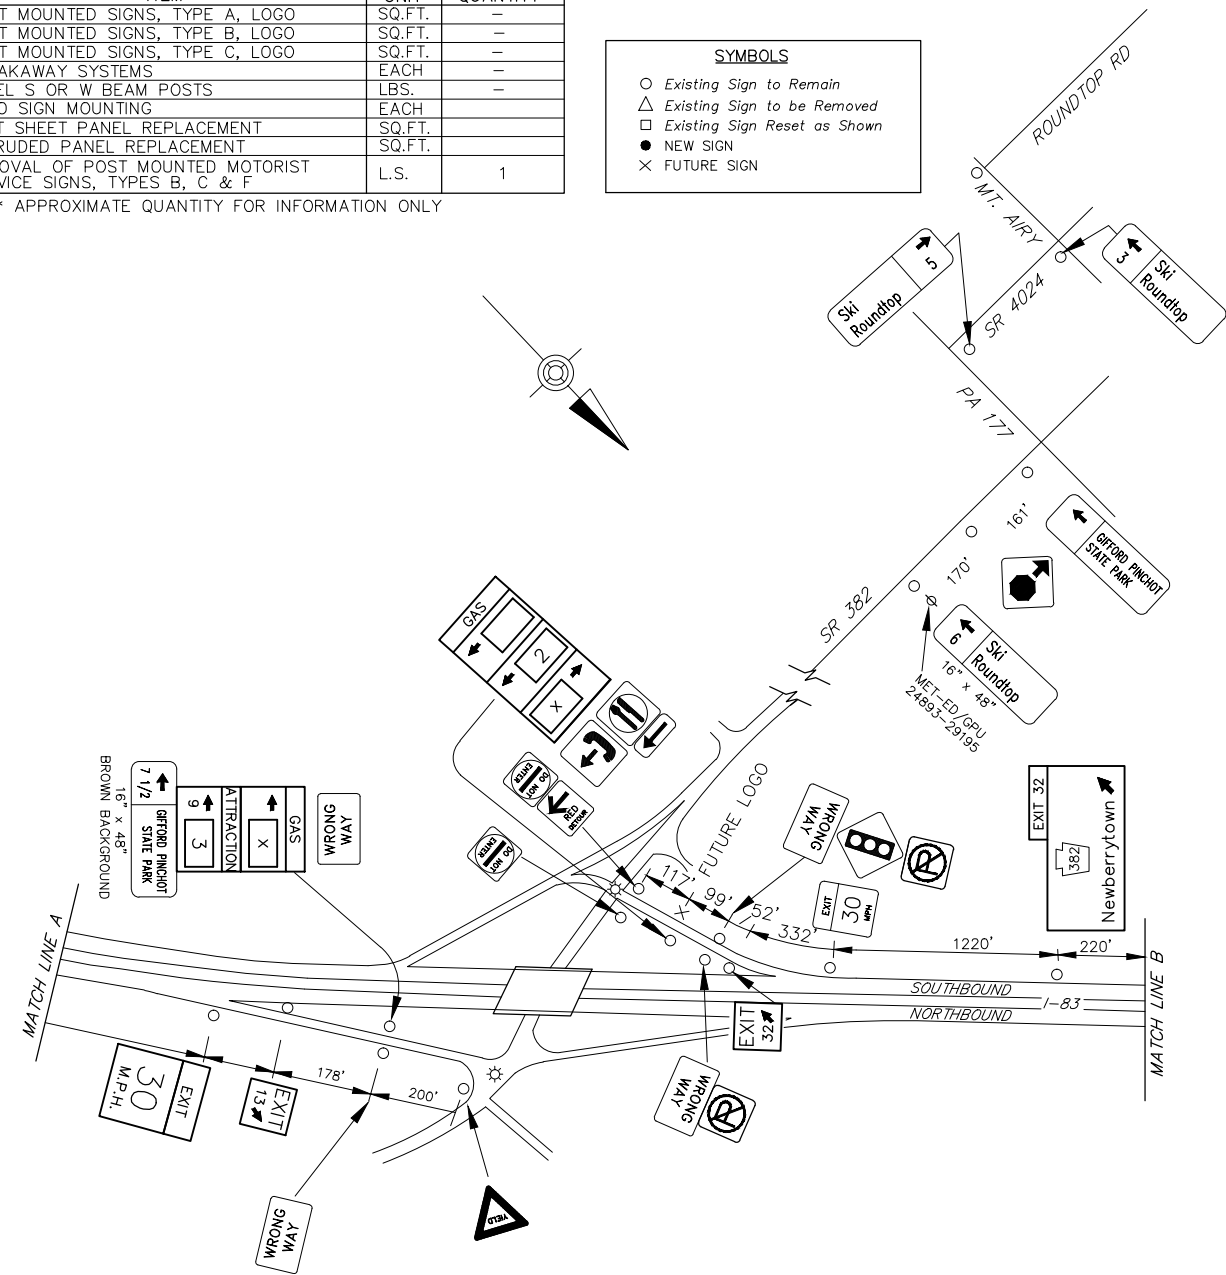 T MOUNTED SIGNS, TYPE A, LOGO SQ.FT. –
T MOUNTED SIGNS, TYPE B, LOGO SQ.FT. –
T MOUNTED SIGNS, TYPE C, LOGO SQ.FT. –
AKAWAY SYSTEMS EACH –
EL S OR W BEAM POSTS LBS. –
SIGN MOUNTING EACH
T SHEET PANEL REPLACEMENT SQ.FT.
RUDED PANEL REPLACEMENT SQ.FT.
OVAL OF POST MOUNTED MOTORIST
VICE SIGNS, TYPES B, C & F L.S. 1
* APPROXIMATE QUANTITY FOR INFORMATION ONLY
SYMBOLS
Existing Sign to Remain
Existing Sign to be Removed
Existing Sign Reset as Shown
NEW SIGN
FUTURE SIGN
ROUNDTOP RD
MT. AIRY
SR 4024
PA 177
SR 382
5
Ski
Roundtop
3
Ski
Roundtop
161'
170'
GIFFORD PINCHOT
STATE PARK
6
Ski
Roundtop
16" x 48"
MET-ED/GPU
24893-29195
GAS
2
X
DO NOT
ENTER
RED
DETOUR
DO NOT
ENTER
FUTURE LOGO
WRONG
WAY
EXIT
30
MPH
EXIT 32
382
Newberrytown
117'
99'
52'
332'
1220'
220'
SOUTHBOUND
I-83
NORTHBOUND
MATCH LINE B
MATCH LINE A
7 1/2
GIFFORD PINCHOT
STATE PARK
16" x 48"
BROWN BACKGROUND
ATTRACTION
9
3
GAS
X
WRONG
WAY
EXIT
32
WRONG
WAY
EXIT
30
M.P.H.
EXIT
13
178'
200'
WRONG
WAY
YIELD